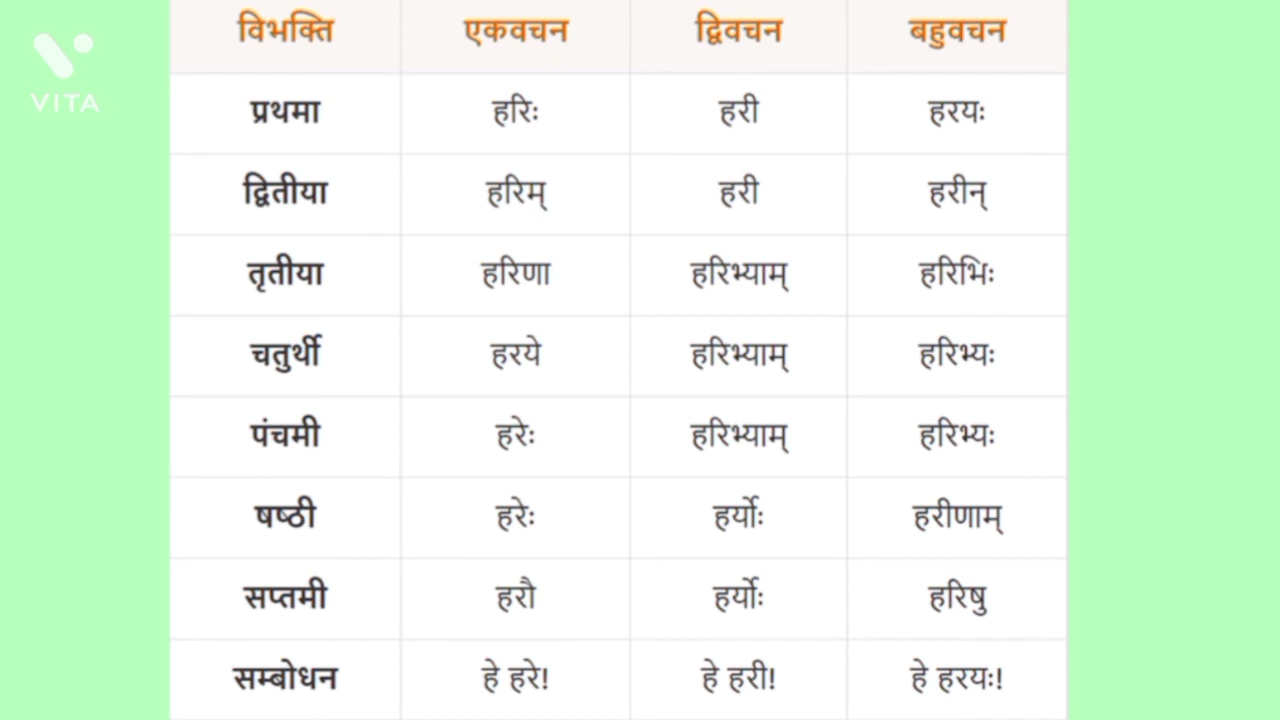 VITA
विभक्ति एकवचन द्विवचन बहुवचन
प्रथमा हरिः हरी हरयः
द्वितीया हरिम् हरी हरीन्
तृतीया हरिणा हरिभ्याम् हरिभिः
चतुर्थी हरये हरिभ्याम् हरिभ्यः
पंचमी हरेः हरिभ्याम् हरिभ्यः
षष्ठी हरेः हर्योः हरीणाम्
सप्तमी हरौ हर्योः हरिषु
सम्बोधन हे हरे! हे हरी! हे हरयः!